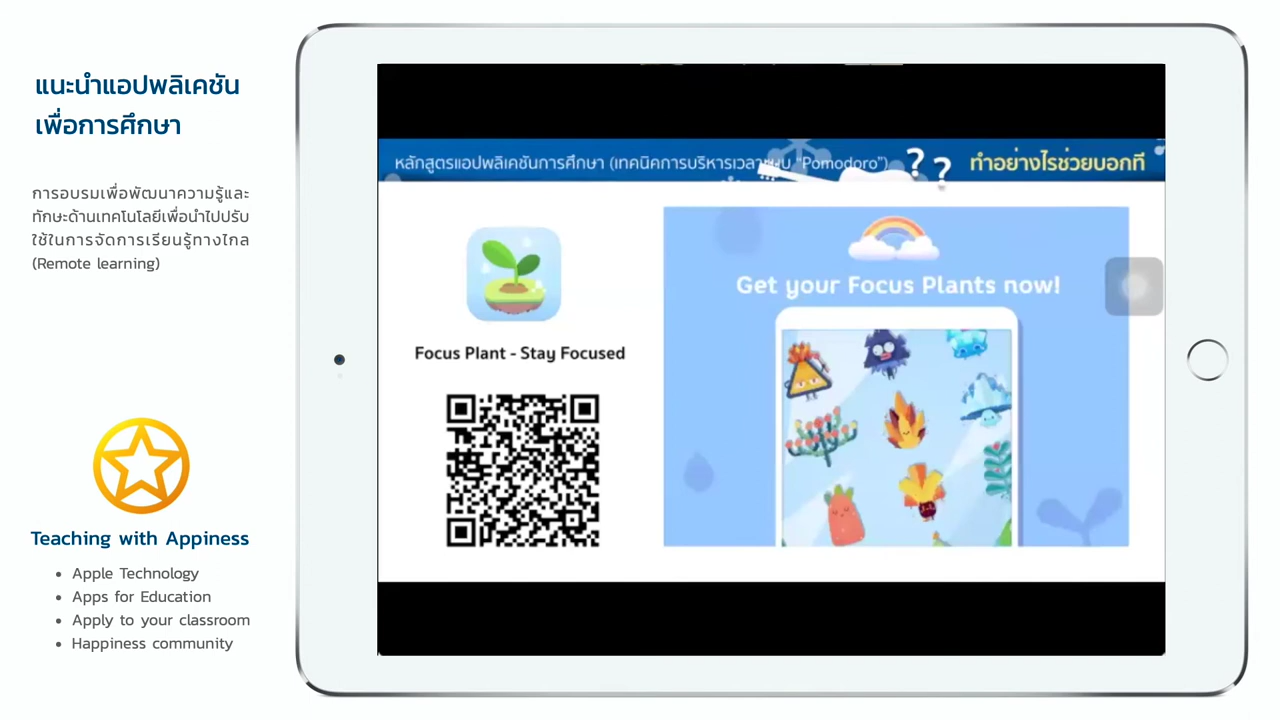 แนะนำแอปพลิเคชัน
เพื่อการศึกษา
การอบรมเพื่อพัฒนาความรู้และ
ทักษะด้านเทคโนโลยีเพื่อนำไปปรับ
ใช้ในการจัดการเรียนรู้ทางไกล
(Remote learning)
Teaching with Appiness
• Apple Technology
• Apps for Education
• Apply to your classroom
• Happiness community
หลักสูตรแอปพลิเคชันการศึกษา (เทคนิคการบริหารเวลาแบบ "Pomodoro")
? ?
ทำอย่างไรช่วยบอกที
Focus Plant - Stay Focused
Get your Focus Plants now!